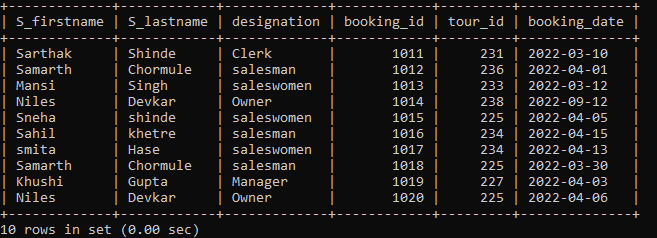 +-------------+------------+-------------+------------+---------+--------------+
| S_firstname | S_lastname | designation | booking_id | tour_id | booking_date |
+-------------+------------+-------------+------------+---------+--------------+
| Sarthak     | Shinde     | Clerk       |       1011 |     231 | 2022-03-10   |
| Samarth     | Chormule   | salesman    |       1012 |     236 | 2022-04-01   |
| Mansi       | Singh      | saleswomen  |       1013 |     233 | 2022-03-12   |
| Niles       | Devkar     | Owner       |       1014 |     238 | 2022-09-12   |
| Sneha       | shinde     | saleswomen  |       1015 |     225 | 2022-04-05   |
| Sahil       | khetre     | salesman    |       1016 |     234 | 2022-04-15   |
| smita       | Hase       | saleswomen  |       1017 |     234 | 2022-04-13   |
| Samarth     | Chormule   | salesman    |       1018 |     225 | 2022-03-30   |
| Khushi      | Gupta      | Manager     |       1019 |     227 | 2022-04-03   |
| Niles       | Devkar     | Owner       |       1020 |     225 | 2022-04-06   |
+-------------+------------+-------------+------------+---------+--------------+
10 rows in set (0.00 sec)